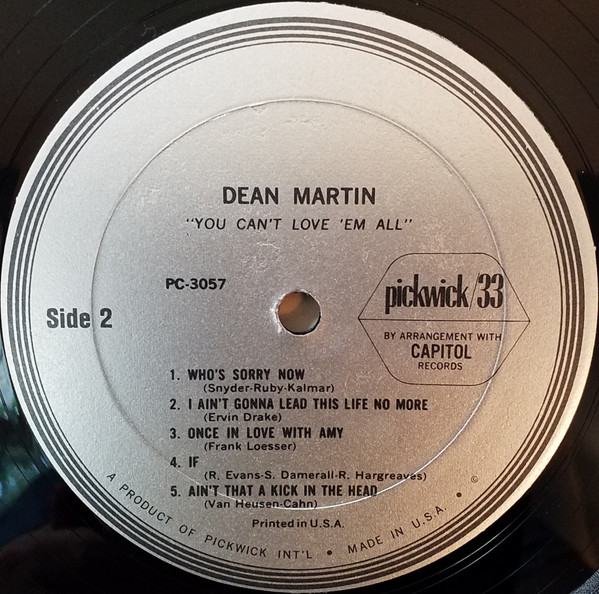 DEAN MARTIN
"YOU CAN'T LOVE 'EM ALL"
PC-3057
pickwick/33
Side 2
BY ARRANGEMENT WITH
CAPITOL
RECORDS
1. WHO'S SORRY NOW
(Snyder-Ruby-Kalmar)
2. I AIN'T GONNA LEAD THIS LIFE NO MORE
(Ervin Drake)
3. ONCE IN LOVE WITH AMY
(Frank Loesser)
4. IF
(R. Evans-S. Damerall-R. Hargreaves)
5. AIN'T THAT A KICK IN THE HEAD
(Van Heusen-Cahn)
Printed in U.S.A.
A PRODUCT OF PICKWICK INT'L • MADE IN U.S.A. • ©